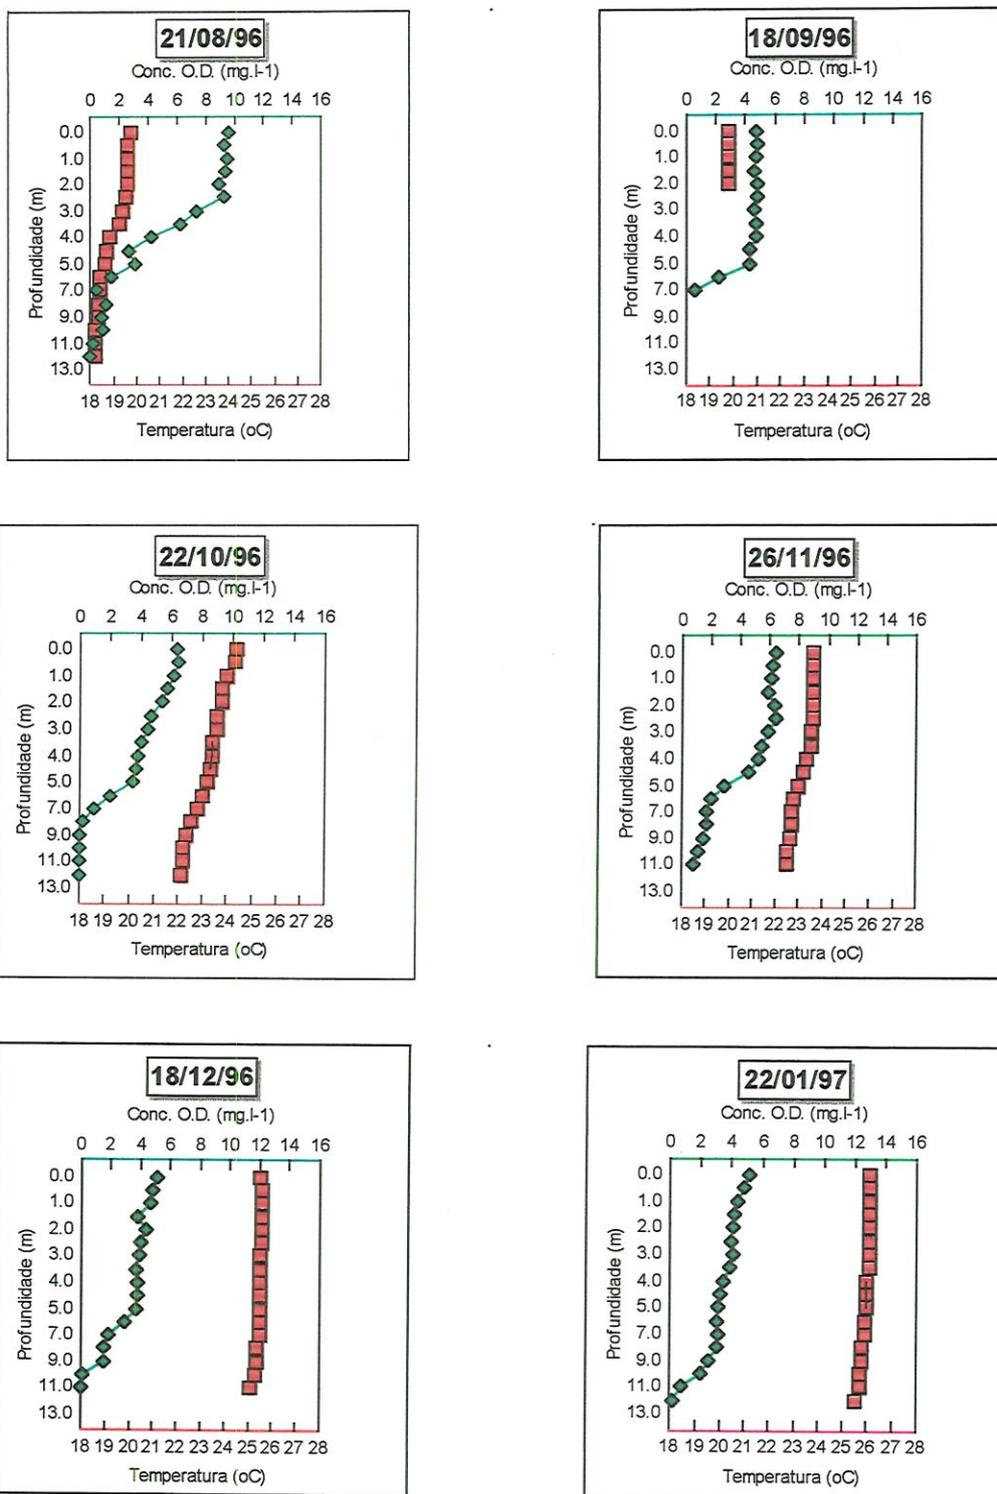 21/08/96
Conc. O.D. (mg.l-1)
0 2 4 6 8 10 12 14 16
Profundidade (m)
0.0
1.0
2.0
3.0
4.0
5.0
7.0
9.0
11.0
13.0
18 19 20 21 22 23 24 25 26 27 28
Temperatura (oC)
18/09/96
Conc. O.D. (mg.l-1)
0 2 4 6 8 10 12 14 16
Profundidade (m)
0.0
1.0
2.0
3.0
4.0
5.0
7.0
9.0
11.0
13.0
18 19 20 21 22 23 24 25 26 27 28
Temperatura (oC)
22/10/96
Conc. O.D. (mg.l-1)
0 2 4 6 8 10 12 14 16
Profundidade (m)
0.0
1.0
2.0
3.0
4.0
5.0
7.0
9.0
11.0
13.0
18 19 20 21 22 23 24 25 26 27 28
Temperatura (oC)
26/11/96
Conc. O.D. (mg.l-1)
0 2 4 6 8 10 12 14 16
Profundidade (m)
0.0
1.0
2.0
3.0
4.0
5.0
7.0
9.0
11.0
13.0
18 19 20 21 22 23 24 25 26 27 28
Temperatura (oC)
18/12/96
Conc. O.D. (mg.l-1)
0 2 4 6 8 10 12 14 16
Profundidade (m)
0.0
1.0
2.0
3.0
4.0
5.0
7.0
9.0
11.0
13.0
18 19 20 21 22 23 24 25 26 27 28
Temperatura (oC)
22/01/97
Conc. O.D. (mg.l-1)
0 2 4 6 8 10 12 14 16
Profundidade (m)
0.0
1.0
2.0
3.0
4.0
5.0
7.0
9.0
11.0
13.0
18 19 20 21 22 23 24 25 26 27 28
Temperatura (oC)